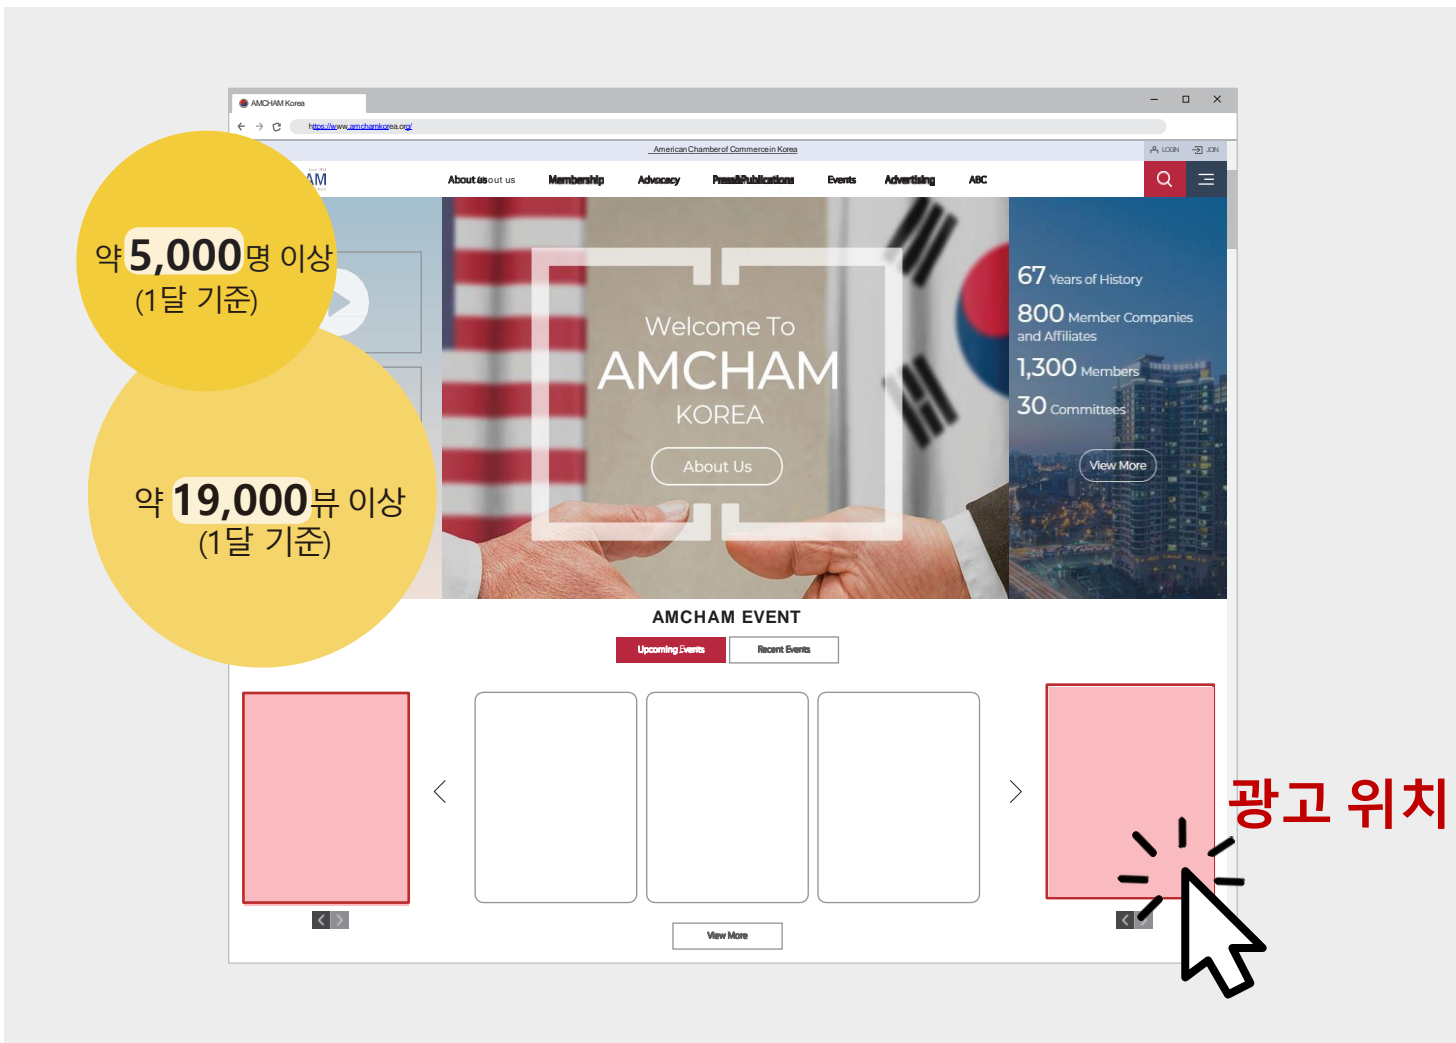 AMCHAM Korea
https://www.amchamkorea.org/
American Chamber of Commerce in Korea
LOGIN JOIN
AM
About us About us Membership Advocacy Press&Publications Events Advertising ABC
약 5,000명 이상
(1달 기준)
약 19,000뷰 이상
(1달 기준)
Welcome To
AMCHAM
KOREA
About Us
67 Years of History
800 Member Companies
and Affiliates
1,300 Members
30 Committees
View More
AMCHAM EVENT
Upcoming Events Recent Events
광고 위치
View More